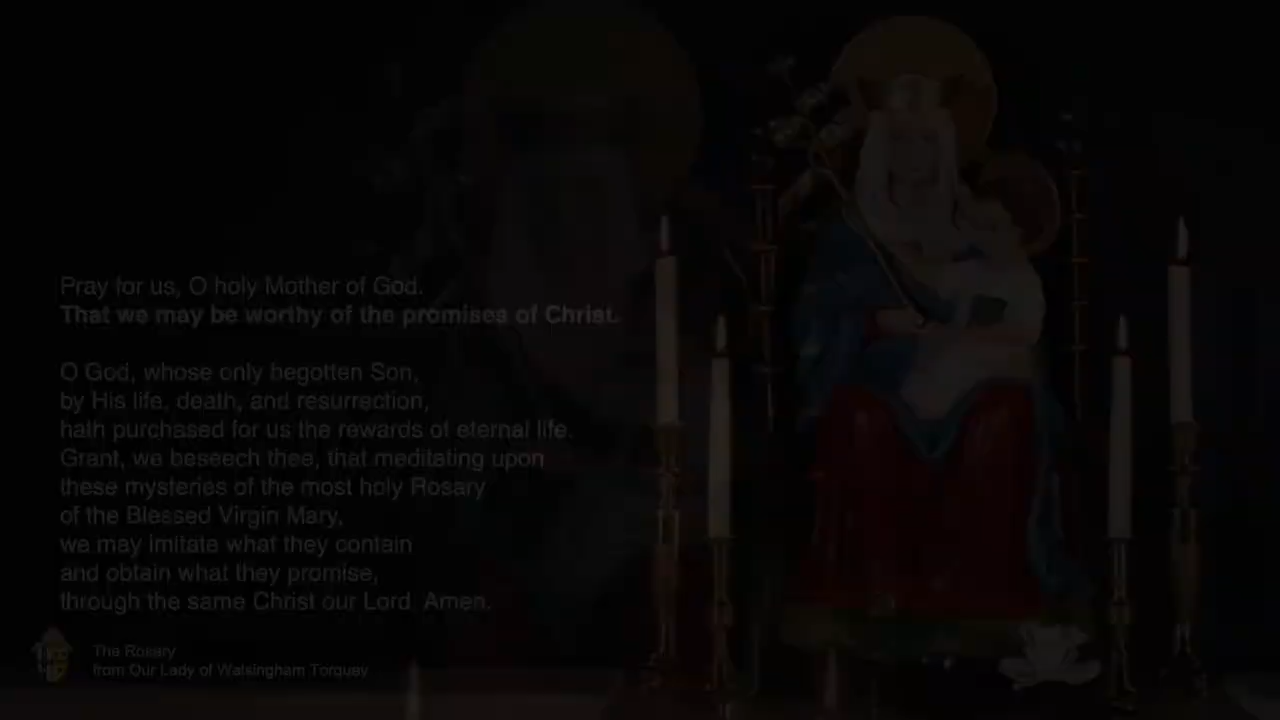 Pray for us, O holy Mother of God.
That we may be worthy of the promises of Christ.
O God, whose only begotten Son,
by His life, death, and resurrection,
hath purchased for us the rewards of eternal life.
Grant, we beseech thee, that meditating upon
these mysteries of the most holy Rosary
of the Blessed Virgin Mary,
we may imitate what they contain
and obtain what they promise,
through the same Christ our Lord. Amen.
The Rosary
from Our Lady of Walsingham Torquay